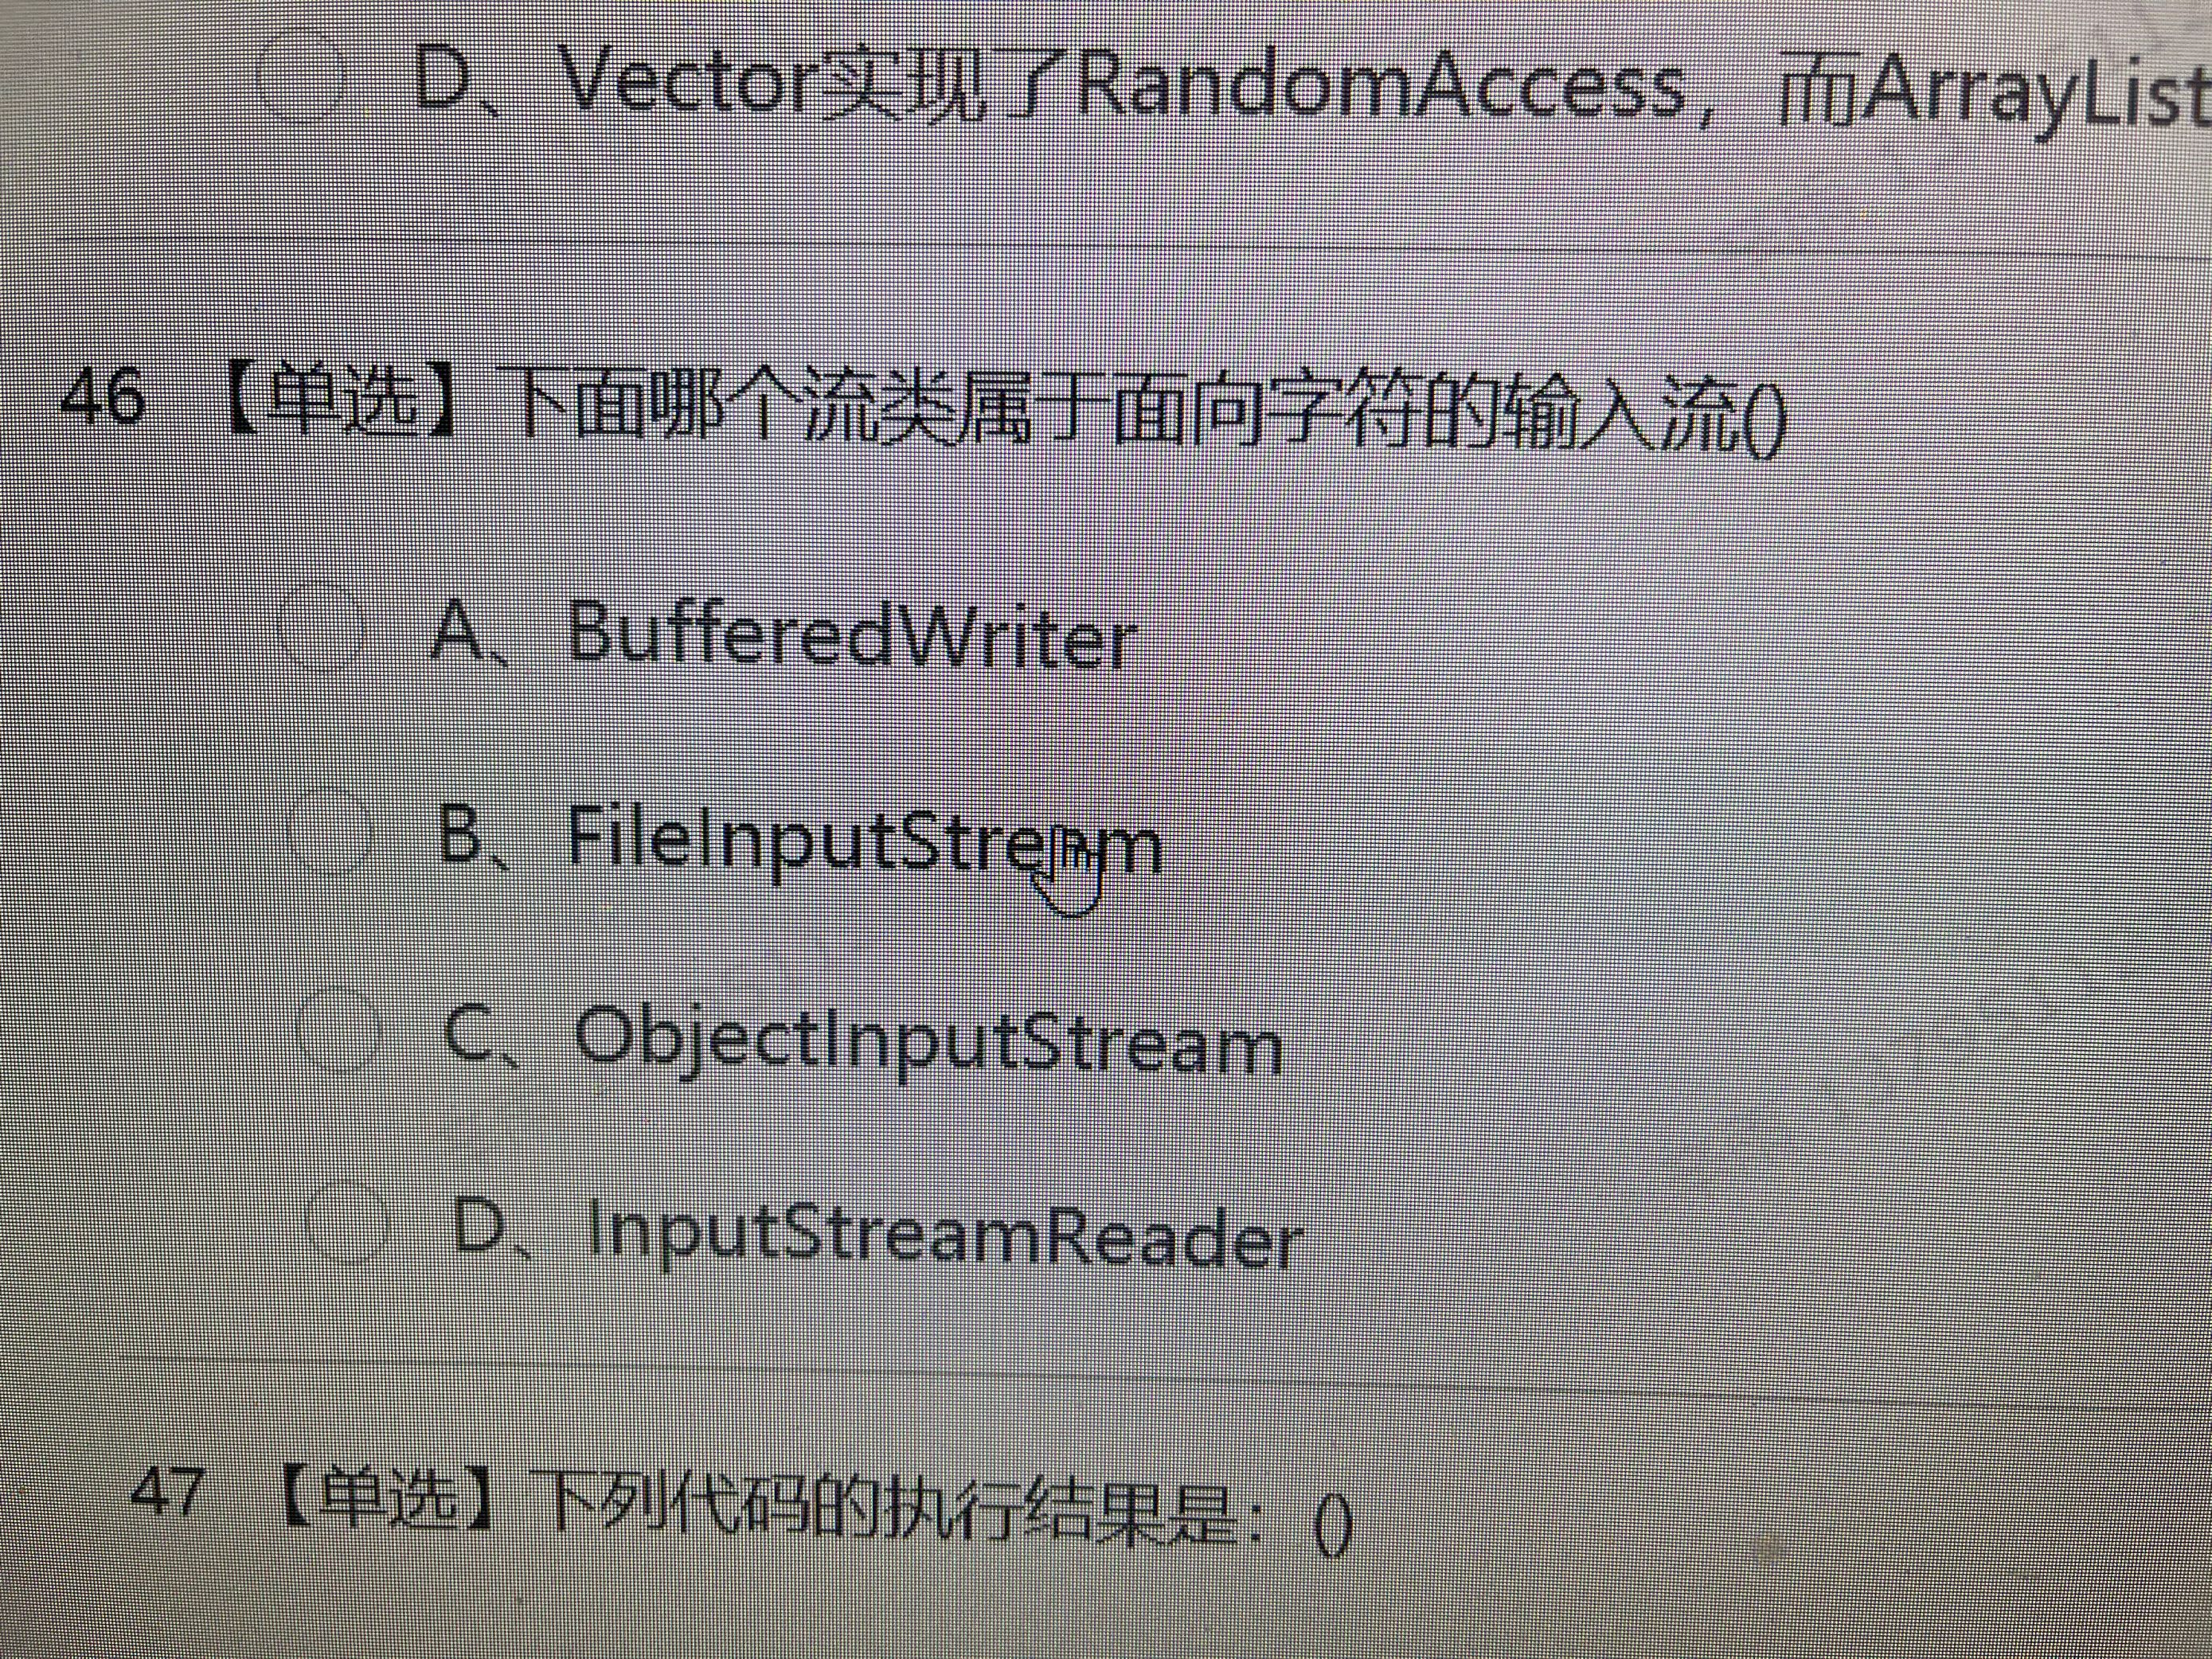 D、Vector实现了RandomAccess，而ArrayList
46 【单选】下面哪个流类属于面向字符的输入流()
A、BufferedWriter
B、FileInputStream
C、ObjectInputStream
D、InputStreamReader
47 【单选】下列代码的执行结果是：()